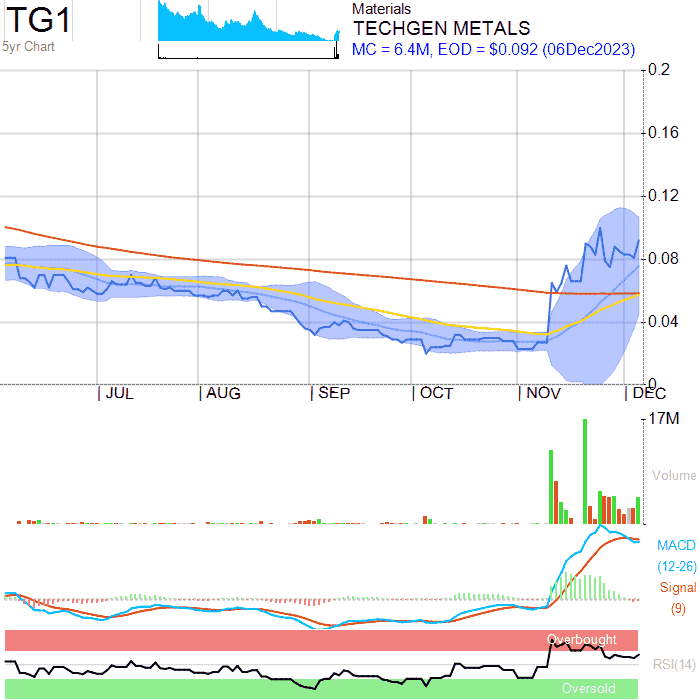 TG1
5yr Chart
Materials
TECHGEN METALS
MC = 6.4M, EOD = $0.092 (06Dec2023)
0.2
0.16
0.12
0.08
0.04
0
JUL AUG SEP OCT NOV DEC
17M
Volume
MACD
(12-26)
Signal
(9)
Overbought
RSI(14)
Oversold